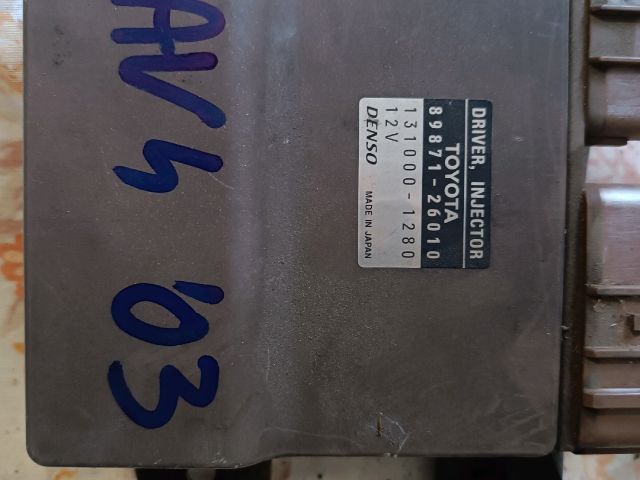 AV4
'03
DRIVER, INJECTOR
TOYOTA
89871-26010
131000-1280
12V
DENSO MADE IN JAPAN